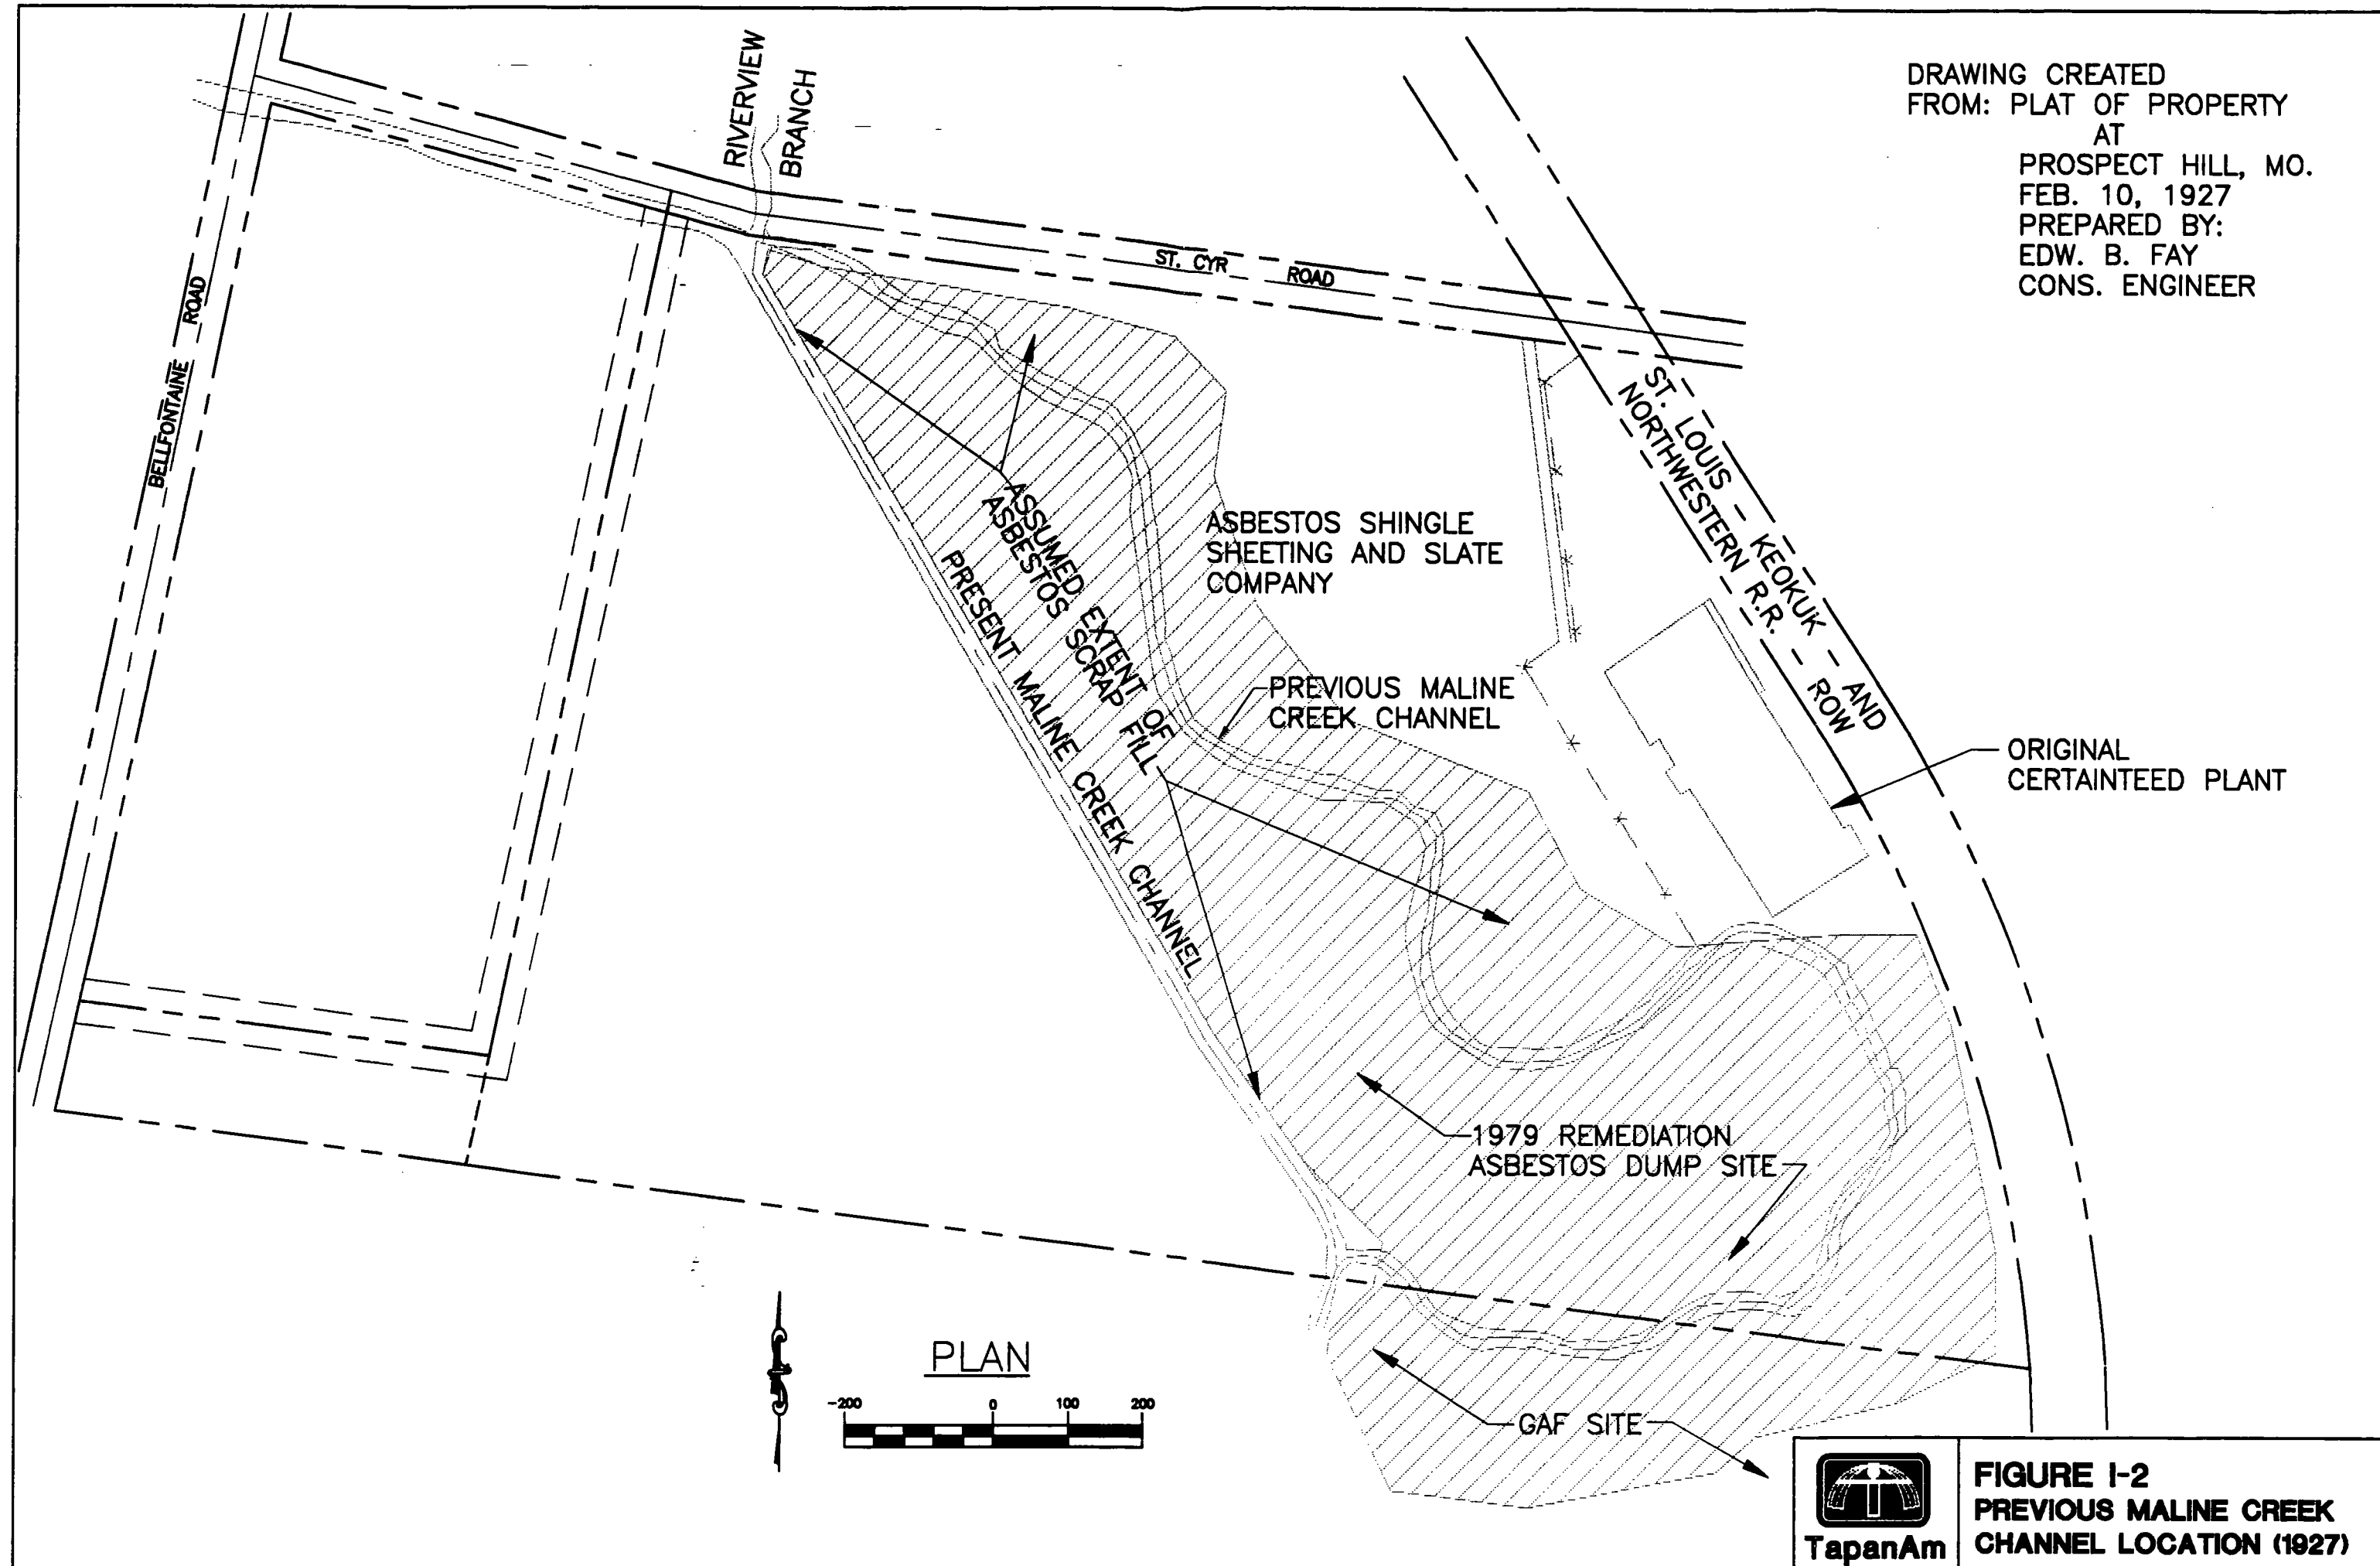 DRAWING CREATED
FROM: PLAT OF PROPERTY
AT
PROSPECT HILL, MO.
FEB. 10, 1927
PREPARED BY:
EDW. B. FAY
CONS. ENGINEER
RIVERVIEW
BRANCH
BELLFONTAINE ROAD
ST. CYR ROAD
ST. LOUIS - KEOKUK - AND
NORTHWESTERN R.R. - ROW
ASSUMED EXTENT OF
ASBESTOS SCRAP FILL
PRESENT MALINE CREEK CHANNEL
ASBESTOS SHINGLE
SHEETING AND SLATE
COMPANY
PREVIOUS MALINE
CREEK CHANNEL
ORIGINAL
CERTAINTEED PLANT
1979 REMEDIATION
ASBESTOS DUMP SITE
GAF SITE
PLAN
-200 0 100 200
TapanAm
FIGURE I-2
PREVIOUS MALINE CREEK
CHANNEL LOCATION (1927)